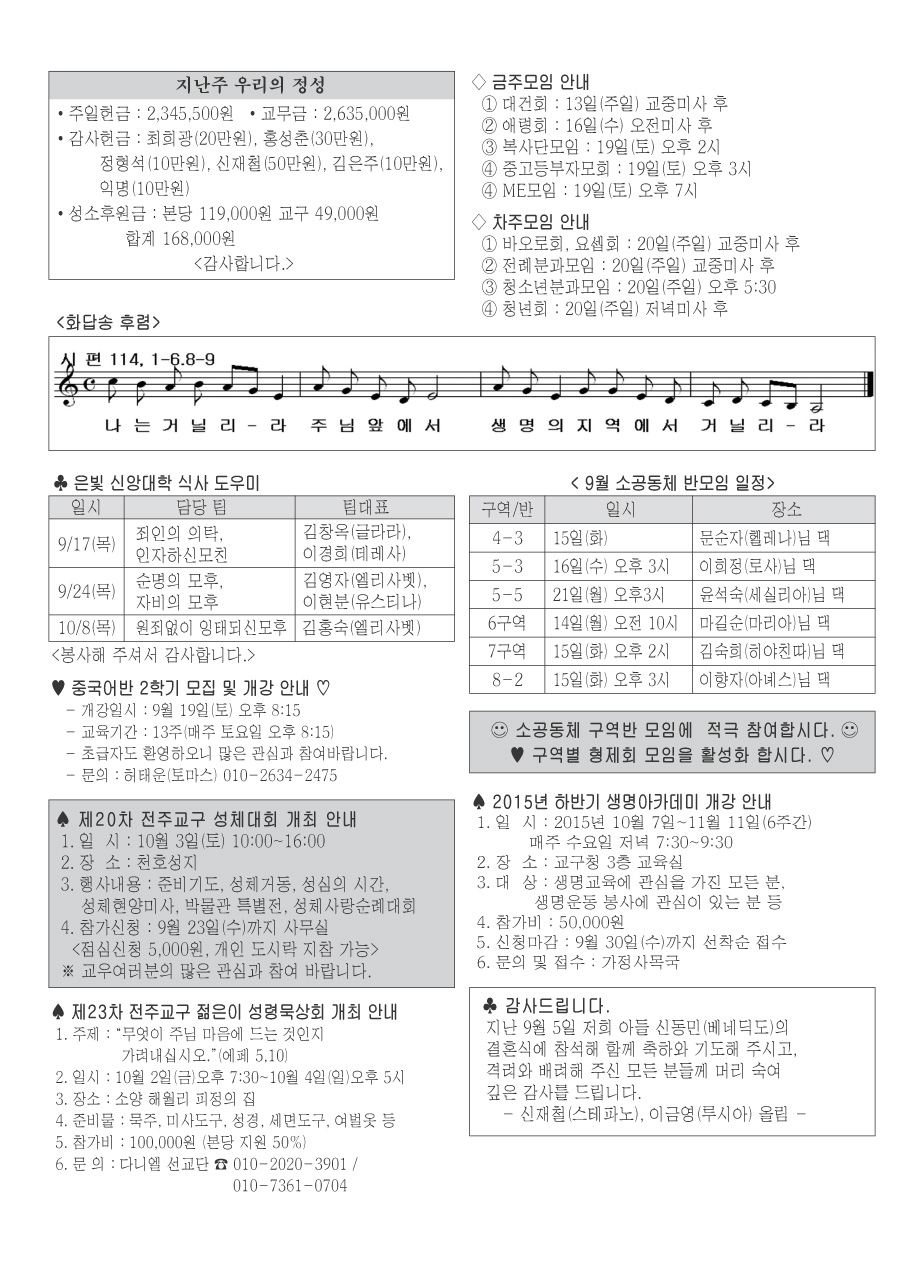 지난주 우리의 정성
• 주일헌금 : 2,345,500원 • 교무금 : 2,635,000원
• 감사헌금 : 최희광(20만원), 홍성춘(30만원),
정형석(10만원), 신재철(50만원), 김은주(10만원),
익명(10만원)
• 성소후원금 : 본당 119,000원 교구 49,000원
합계 168,000원
<감사합니다.>
◇ 금주모임 안내
① 대건회 : 13일(주일) 교중미사 후
② 애령회 : 16일(수) 오전미사 후
③ 복사단모임 : 19일(토) 오후 2시
④ 중고등부자모회 : 19일(토) 오후 3시
④ ME모임 : 19일(토) 오후 7시
◇ 차주모임 안내
① 바오로회, 요셉회 : 20일(주일) 교중미사 후
② 전례분과모임 : 20일(주일) 교중미사 후
③ 청소년분과모임 : 20일(주일) 오후 5:30
④ 청년회 : 20일(주일) 저녁미사 후
<화답송 후렴>
시 편 114, 1-6.8-9
나 는 거 닐 리 - 라 주 님 앞 에 서 생 명 의 지 역 에 서 거 닐 리 - 라
♣ 은빛 신앙대학 식사 도우미
일시 담당 팀 팀대표
9/17(목) 죄인의 의탁, 김창옥(글라라),
인자하신모친 이경희(데레사)
9/24(목) 순명의 모후, 김영자(엘리사벳),
자비의 모후 이현분(유스티나)
10/8(목) 원죄없이 잉태되신모후 김홍숙(엘리사벳)
<봉사해 주셔서 감사합니다.>
♥ 중국어반 2학기 모집 및 개강 안내 ♡
- 개강일시 : 9월 19일(토) 오후 8:15
- 교육기간 : 13주(매주 토요일 오후 8:15)
- 초급자도 환영하오니 많은 관심과 참여바랍니다.
- 문의 : 허태운(토마스) 010-2634-2475
♠ 제20차 전주교구 성체대회 개최 안내
1. 일 시 : 10월 3일(토) 10:00~16:00
2. 장 소 : 천호성지
3. 행사내용 : 준비기도, 성체거동, 성심의 시간,
성체현양미사, 박물관 특별전, 성체사랑순례대회
4. 참가신청 : 9월 23일(수)까지 사무실
<점심신청 5,000원, 개인 도시락 지참 가능>
※ 교우여러분의 많은 관심과 참여 바랍니다.
♠ 제23차 전주교구 젊은이 성령묵상회 개최 안내
1. 주제 : “무엇이 주님 마음에 드는 것인지
가려내십시오.”(에페 5,10)
2. 일시 : 10월 2일(금)오후 7:30~10월 4일(일)오후 5시
3. 장소 : 소양 해월리 피정의 집
4. 준비물 : 묵주, 미사도구, 성경, 세면도구, 여벌옷 등
5. 참가비 : 100,000원 (본당 지원 50%)
6. 문 의 : 다니엘 선교단 ☎ 010-2020-3901 /
010-7361-0704
< 9월 소공동체 반모임 일정>
구역/반 일시 장소
4-3 15일(화) 문순자(헬레나)님 댁
5-3 16일(수) 오후 3시 이희정(로사)님 댁
5-5 21일(월) 오후3시 윤석숙(세실리아)님 댁
6구역 14일(월) 오전 10시 마길순(마리아)님 댁
7구역 15일(화) 오후 2시 김숙희(히야친따)님 댁
8-2 15일(화) 오후 3시 이향자(아녜스)님 댁
☺ 소공동체 구역반 모임에 적극 참여합시다. ☺
♥ 구역별 형제회 모임을 활성화 합시다. ♡
♠ 2015년 하반기 생명아카데미 개강 안내
1. 일 시 : 2015년 10월 7일~11월 11일(6주간)
매주 수요일 저녁 7:30~9:30
2. 장 소 : 교구청 3층 교육실
3. 대 상 : 생명교육에 관심을 가진 모든 분,
생명운동 봉사에 관심이 있는 분 등
4. 참가비 : 50,000원
5. 신청마감 : 9월 30일(수)까지 선착순 접수
6. 문의 및 접수 : 가정사목국
♣ 감사드립니다.
지난 9월 5일 저희 아들 신동민(베네딕도)의
결혼식에 참석해 함께 축하와 기도해 주시고,
격려와 배려해 주신 모든 분들께 머리 숙여
깊은 감사를 드립니다.
- 신재철(스테파노), 이금영(루시아) 올림 -